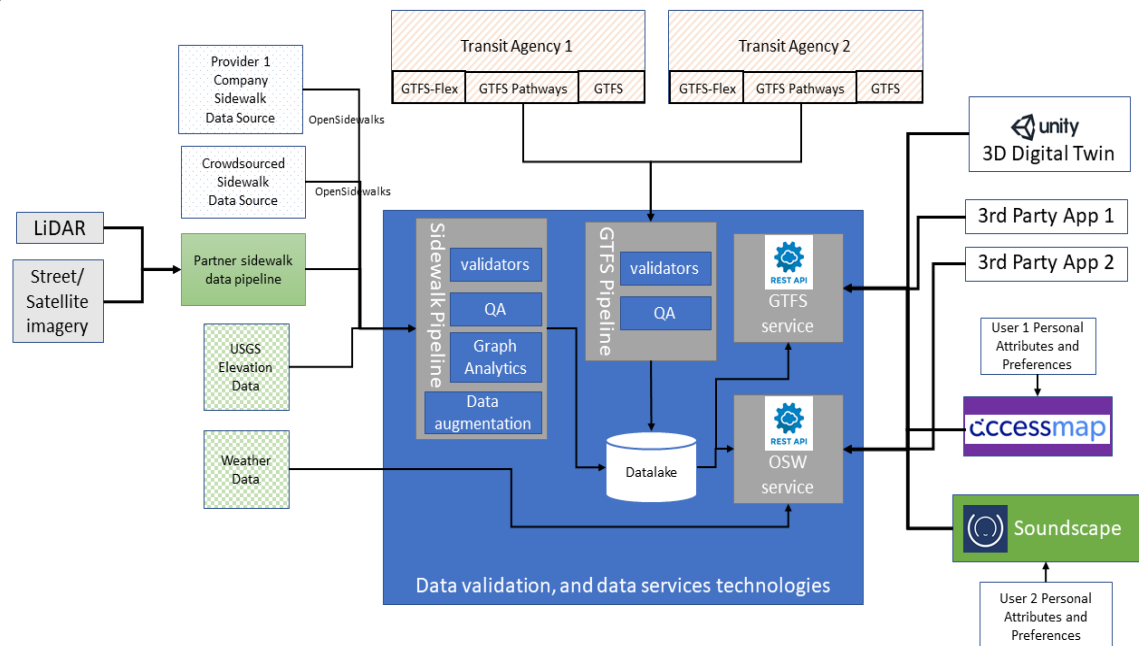 Transit Agency 1
GTFS-Flex
GTFS Pathways
GTFS
Transit Agency 2
GTFS-Flex
GTFS Pathways
GTFS
Provider 1
Company
Sidewalk
Data Source
OpenSidewalks
Crowdsourced
Sidewalk
Data Source
OpenSidewalks
LiDAR
Street/
Satellite
imagery
Partner sidewalk
data pipeline
USGS
Elevation
Data
Weather
Data
Sidewalk Pipeline
validators
QA
Graph
Analytics
Data
augmentation
GTFS Pipeline
validators
QA
Datalake
REST API
GTFS
service
REST API
OSW
service
Data validation, and data services technologies
unity
3D Digital Twin
3rd Party App 1
3rd Party App 2
User 1 Personal
Attributes and
Preferences
accessmap
Soundscape
User 2 Personal
Attributes and
Preferences